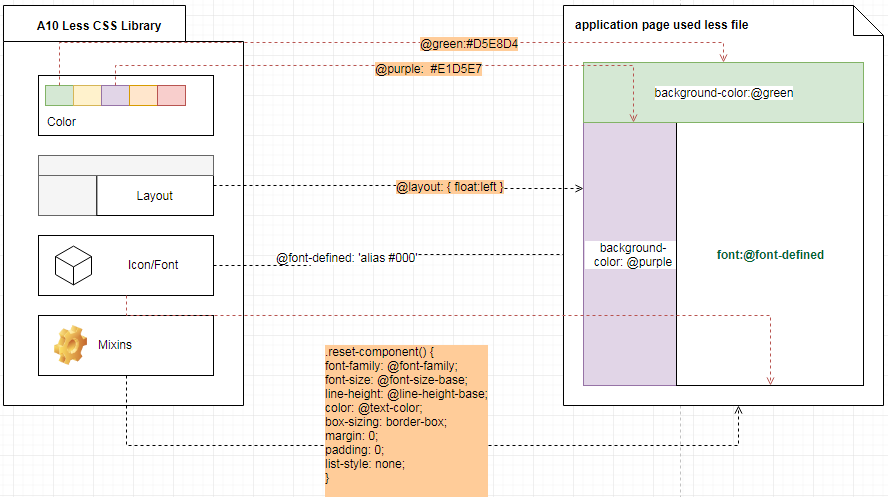 A10 Less CSS Library
application page used less file
@green:#D5E8D4
@purple:  #E1D5E7
background-color:@green
Color
Layout
@layout: { float:left }
Icon/Font
@font-defined: 'alias #000'
background-
color: @purple
font:@font-defined
Mixins
.reset-component() {
font-family: @font-family;
font-size: @font-size-base;
line-height: @line-height-base;
color: @text-color;
box-sizing: border-box;
margin: 0;
padding: 0;
list-style: none;
}